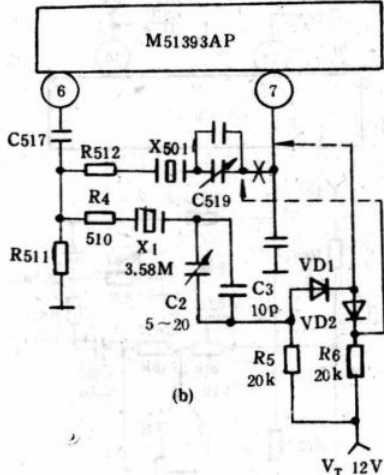 M51393AP
6
7
C517
R512
X501
C519
R4
510
X1
3.58M
R511
C2
5~20
C3
10p
VD1
VD2
R5
20k
R6
20k
(b)
VT 12V